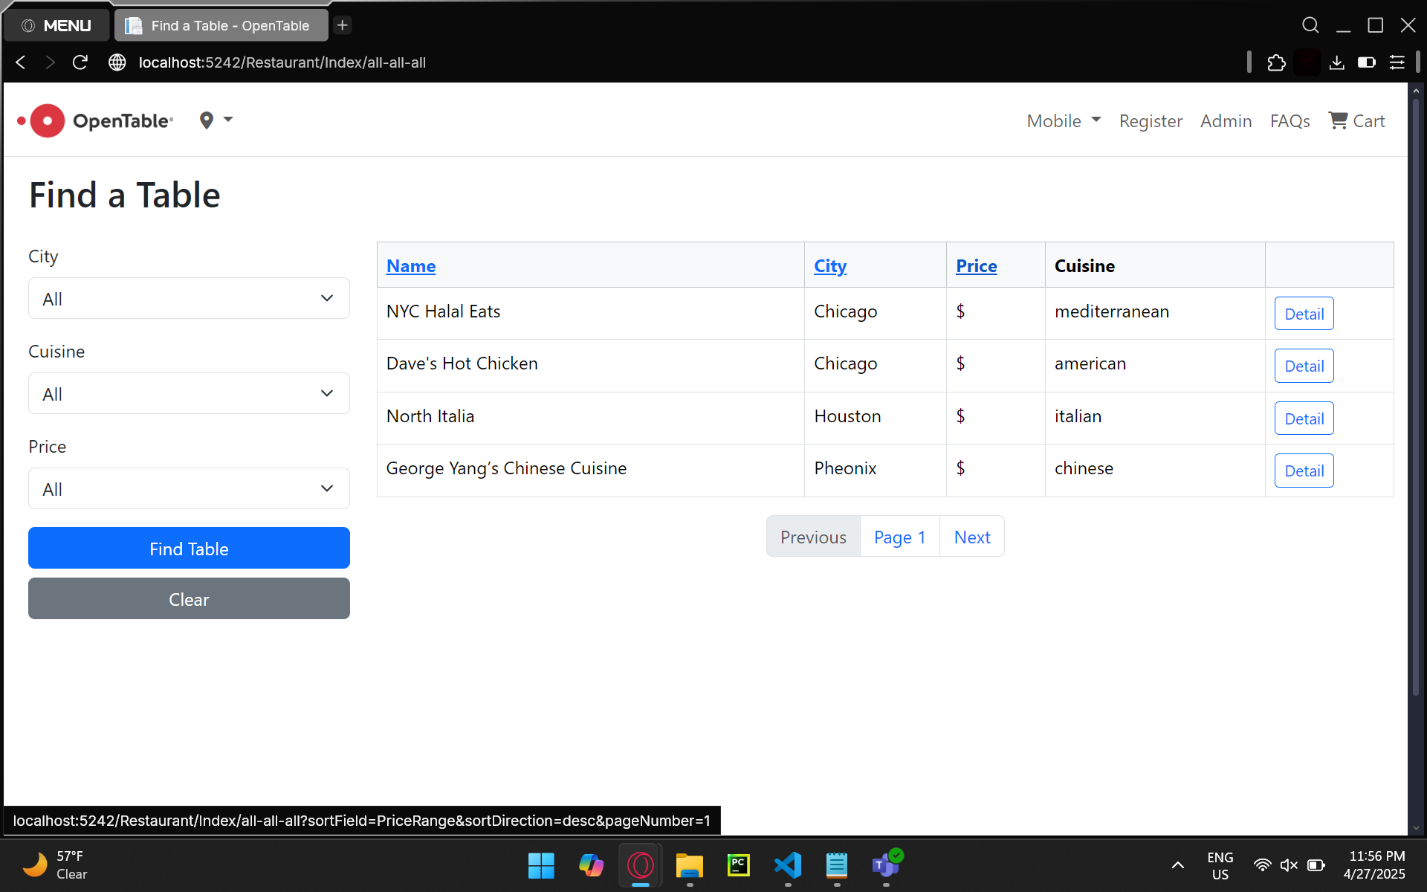 MENU
Find a Table - OpenTable
localhost:5242/Restaurant/Index/all-all-all
OpenTable
Mobile Register Admin FAQs Cart
Find a Table
City
All
Cuisine
All
Price
All
Find Table
Clear
Name City Price Cuisine
NYC Halal Eats Chicago $ mediterranean Detail
Dave's Hot Chicken Chicago $ american Detail
North Italia Houston $ italian Detail
George Yang’s Chinese Cuisine Pheonix $ chinese Detail
Previous Page 1 Next
localhost:5242/Restaurant/Index/all-all-all?sortField=PriceRange&sortDirection=desc&pageNumber=1
57°F
Clear
PC
ENG
US
11:56 PM
4/27/2025